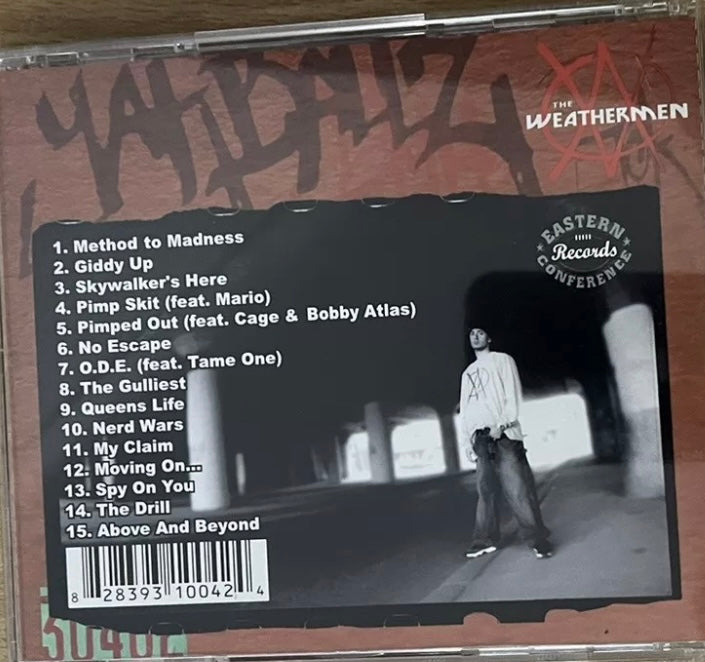 YAKBALLZ
THE
WEATHERMEN
EASTERN
Records
CONFERENCE
1. Method to Madness
2. Giddy Up
3. Skywalker's Here
4. Pimp Skit (feat. Mario)
5. Pimped Out (feat. Cage & Bobby Atlas)
6. No Escape
7. O.D.E. (feat. Tame One)
8. The Gulliest
9. Queens Life
10. Nerd Wars
11. My Claim
12. Moving On...
13. Spy On You
14. The Drill
15. Above And Beyond
8 28393 10042 4